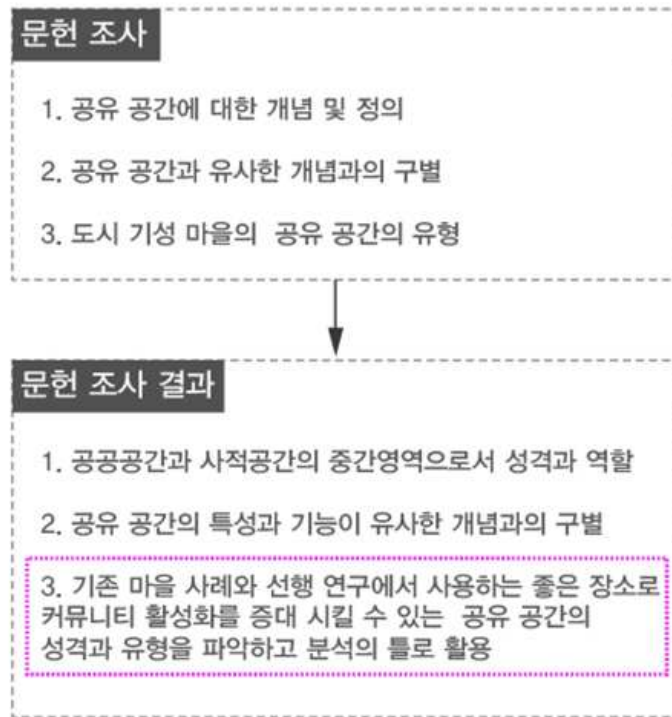 문헌 조사
1. 공유 공간에 대한 개념 및 정의
2. 공유 공간과 유사한 개념과의 구별
3. 도시 기성 마을의 공유 공간의 유형
문헌 조사 결과
1. 공공공간과 사적공간의 중간영역으로서 성격과 역할
2. 공유 공간의 특성과 기능이 유사한 개념과의 구별
3. 기존 마을 사례와 선행 연구에서 사용하는 좋은 장소로
커뮤니티 활성화를 증대 시킬 수 있는 공유 공간의
성격과 유형을 파악하고 분석의 틀로 활용